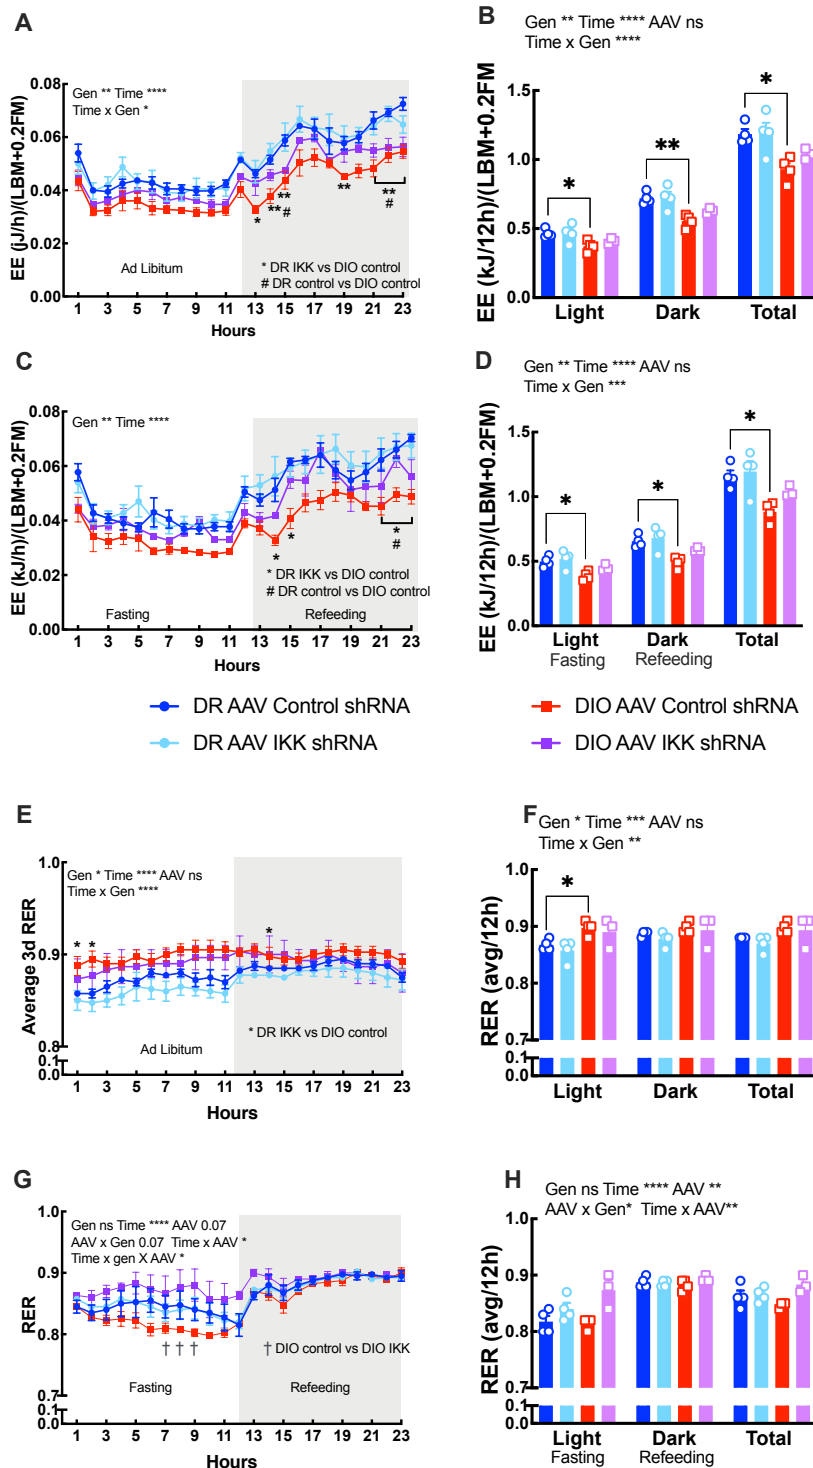 A
Gen ** Time ****
Time x Gen *
EE (jJ/h)/(LBM+0.2FM)
0.08
0.06
0.04
0.02
0.00
**
**
#
*
**
**
#
Ad Libitum
* DR IKK vs DIO control
# DR control vs DIO control
1 3 5 7 9 11 13 15 17 19 21 23
Hours
B
Gen ** Time **** AAV ns
Time x Gen ****
EE (kJ/12h)/(LBM+0.2FM)
1.5
1.0
0.5
0.0
*
**
*
Light Dark Total
C
Gen ** Time ****
EE (kJ/h)/(LBM+0.2FM)
0.08
0.06
0.04
0.02
0.00
*
*
*
#
* DR IKK vs DIO control
# DR control vs DIO control
Fasting Refeeding
1 3 5 7 9 11 13 15 17 19 21 23
Hours
D
Gen ** Time **** AAV ns
Time x Gen ***
EE (kJ/12h)/(LBM+0.2FM)
1.5
1.0
0.5
0.0
*
*
*
Light Dark Total
Fasting Refeeding
DR AAV Control shRNA
DR AAV IKK shRNA
DIO AAV Control shRNA
DIO AAV IKK shRNA
E
Gen * Time **** AAV ns
Time x Gen ****
Average 3d RER
1.0
0.9
0.8
0.1
0.0
* *
*
Ad Libitum
* DR IKK vs DIO control
1 3 5 7 9 11 13 15 17 19 21 23
Hours
F
Gen * Time *** AAV ns
Time x Gen **
RER (avg/12h)
1.0
0.9
0.8
0.7
0.1
0.0
*
Light Dark Total
G
Gen ns Time **** AAV 0.07
AAV x Gen 0.07 Time x AAV *
Time x gen X AAV *
RER
1.0
0.9
0.8
0.7
0.1
0.0
† † †
† DIO control vs DIO IKK
Fasting Refeeding
1 3 5 7 9 11 13 15 17 19 21 23
Hours
H
Gen ns Time **** AAV **
AAV x Gen* Time x AAV**
RER (avg/12h)
1.0
0.9
0.8
0.7
0.1
0.0
Light Dark Total
Fasting Refeeding